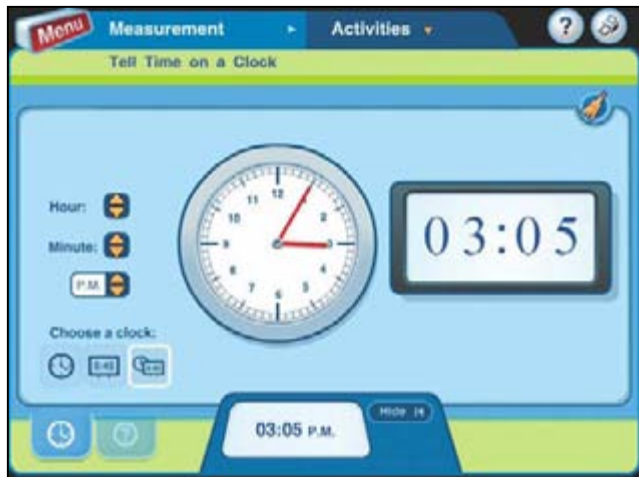 Menu Measurement Activities ?
Tell Time on a Clock
12
11 1
10 2
9 3
8 4
7 5
6
03:05
Hour:
Minute:
P.M.
Choose a clock:
Hide
03:05 P.M.
?